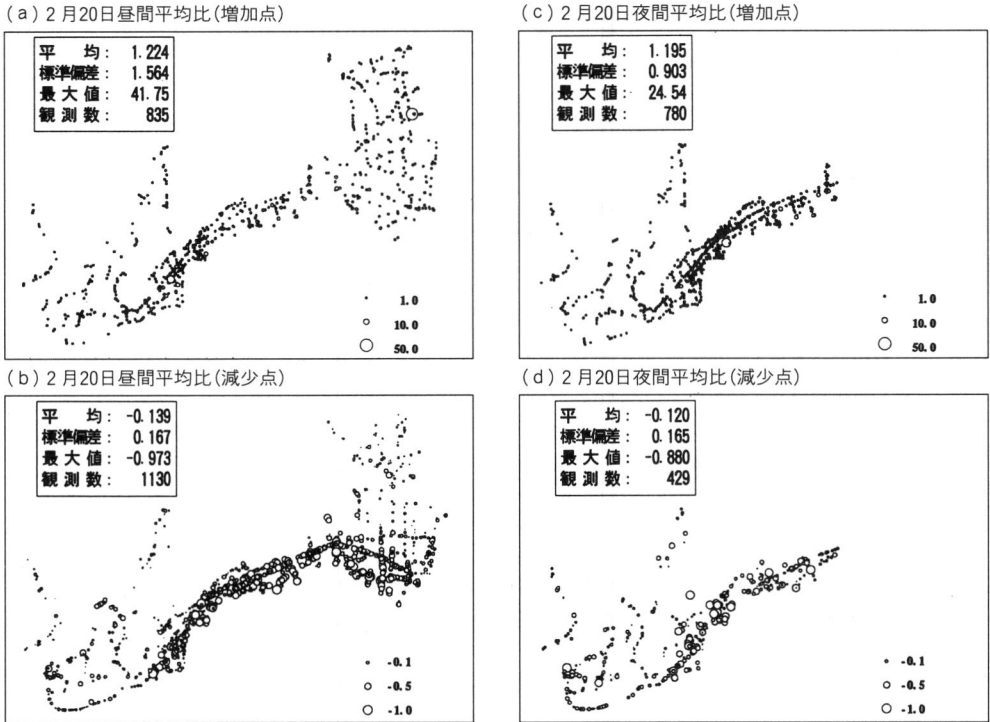 (a) 2月20日昼間平均比(増加点)
平均: 1.224
標準偏差: 1.564
最大値: 41.75
観測数: 835
1.0
10.0
50.0
(c) 2月20日夜間平均比(増加点)
平均: 1.195
標準偏差: 0.903
最大値: 24.54
観測数: 780
1.0
10.0
50.0
(b) 2月20日昼間平均比(減少点)
平均: -0.139
標準偏差: 0.167
最大値: -0.973
観測数: 1130
-0.1
-0.5
-1.0
(d) 2月20日夜間平均比(減少点)
平均: -0.120
標準偏差: 0.165
最大値: -0.880
観測数: 429
-0.1
-0.5
-1.0